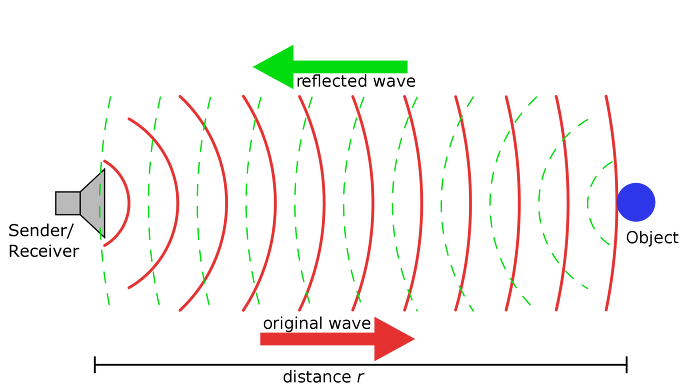 reflected wave
Sender/
Receiver
Object
original wave
distance r